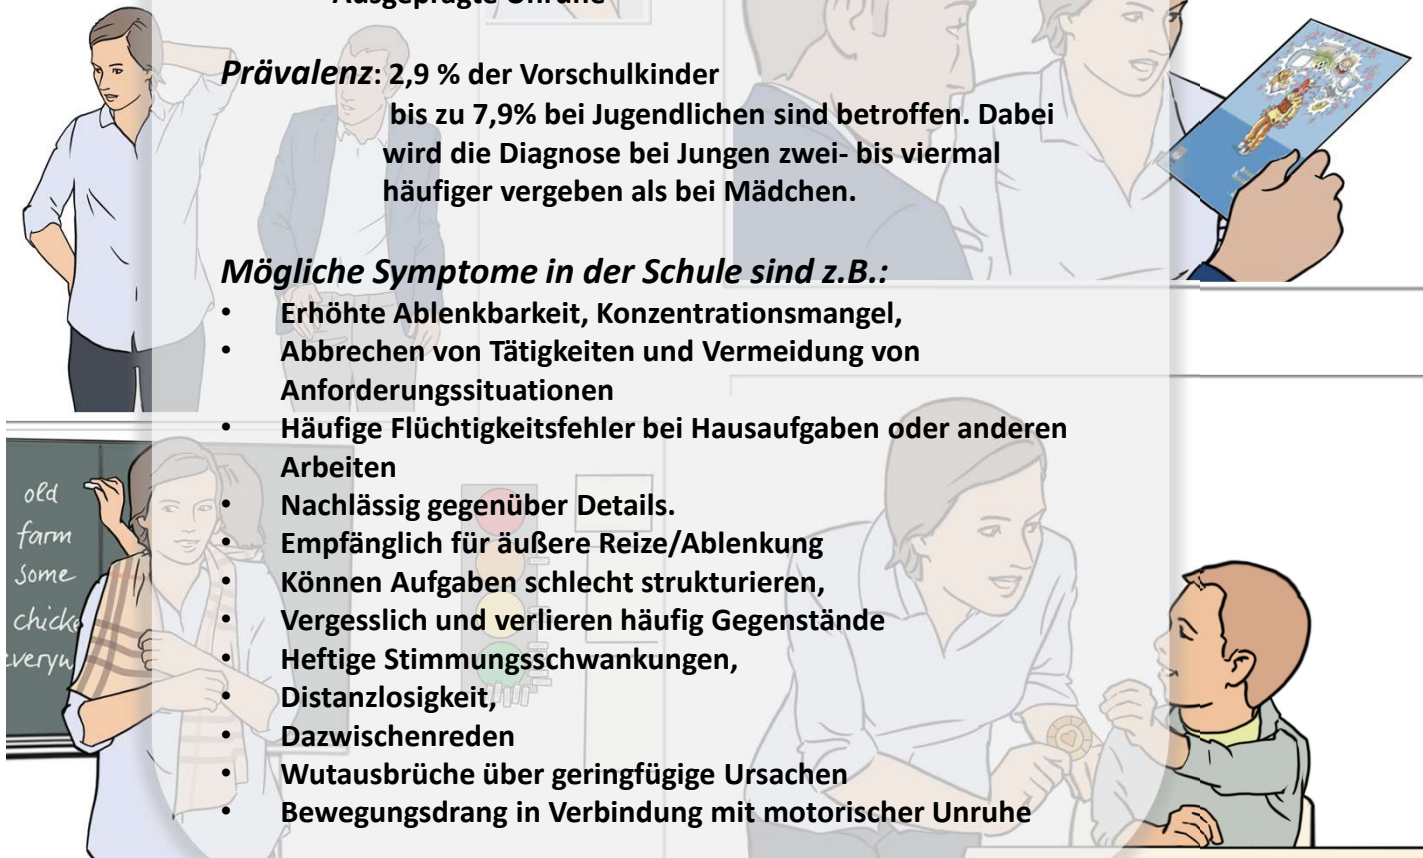 Ausgeprägte Unruhe
Prävalenz: 2,9 % der Vorschulkinder
bis zu 7,9% bei Jugendlichen sind betroffen. Dabei
wird die Diagnose bei Jungen zwei- bis viermal
häufiger vergeben als bei Mädchen.
Mögliche Symptome in der Schule sind z.B.:
• Erhöhte Ablenkbarkeit, Konzentrationsmangel,
• Abbrechen von Tätigkeiten und Vermeidung von
Anforderungssituationen
• Häufige Flüchtigkeitsfehler bei Hausaufgaben oder anderen
Arbeiten
• Nachlässig gegenüber Details.
• Empfänglich für äußere Reize/Ablenkung
• Können Aufgaben schlecht strukturieren,
• Vergesslich und verlieren häufig Gegenstände
• Heftige Stimmungsschwankungen,
• Distanzlosigkeit,
• Dazwischenreden
• Wutausbrüche über geringfügige Ursachen
• Bewegungsdrang in Verbindung mit motorischer Unruhe
old
farm
some
chicke
everyw